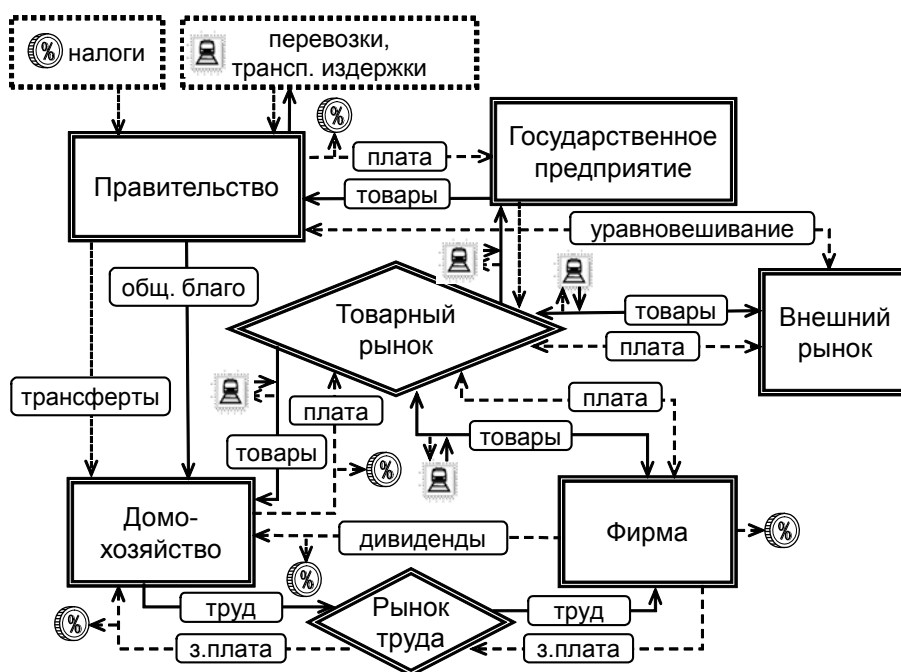 % налоги
перевозки,
трансп. издержки
%
Государственное
предприятие
плата
Правительство
товары
уравновешивание
общ. благо
Товарный
рынок
товары
Внешний
рынок
плата
трансферты
плата
плата
товары
товары
%
Домо-
хозяйство
Фирма
дивиденды
%
%
труд
Рынок
труда
труд
%
з.плата
з.плата